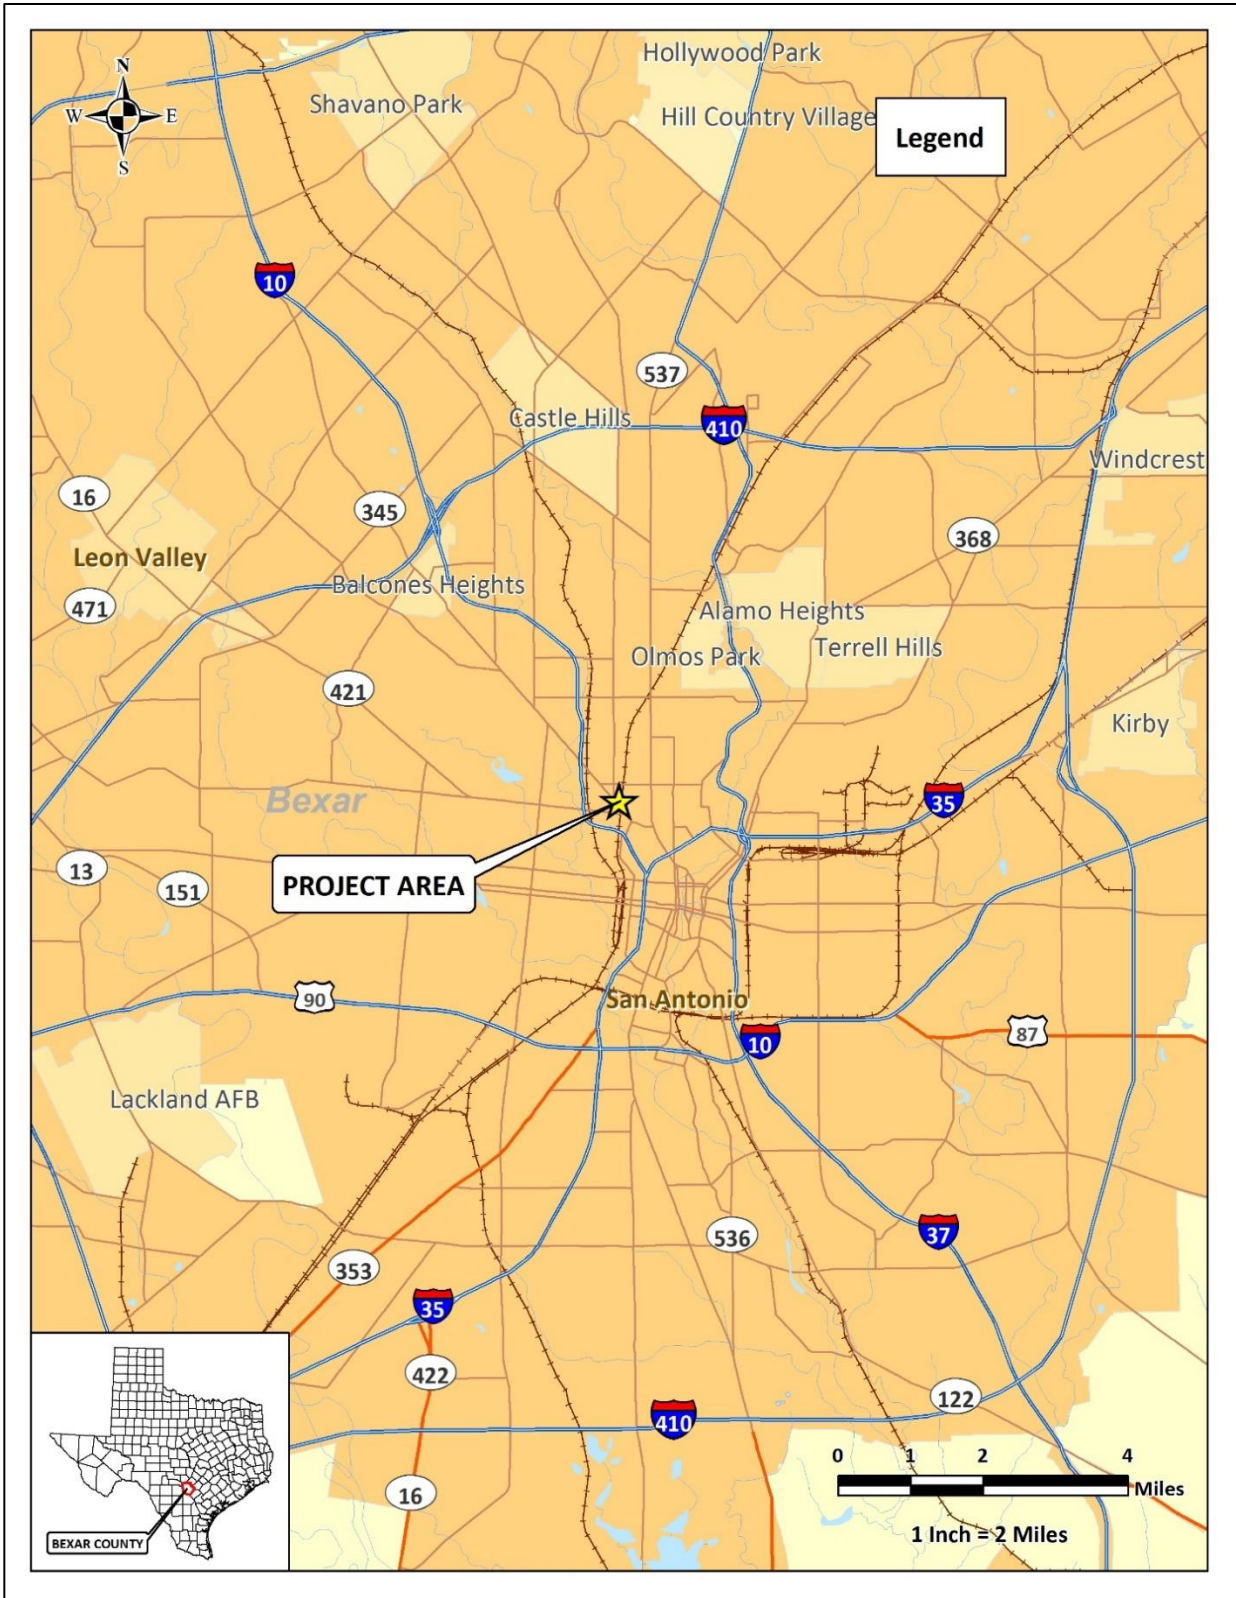 Hollywood Park
N
Shavano Park
W
E
Hill Country Village
Legend
S
10
537
Castle Hills
410
Windcrest
16
345
368
Leon Valley
Balcones Heights
471
Alamo Heights
Terrell Hills
Olmos Park
421
Kirby
Bexar
35
13
PROJECT AREA
151
90
San Antonio
87
10
Lackland AFB
536
37
353
35
422
122
410
0 1 2 4
Miles
16
1 Inch = 2 Miles
BEXAR COUNTY